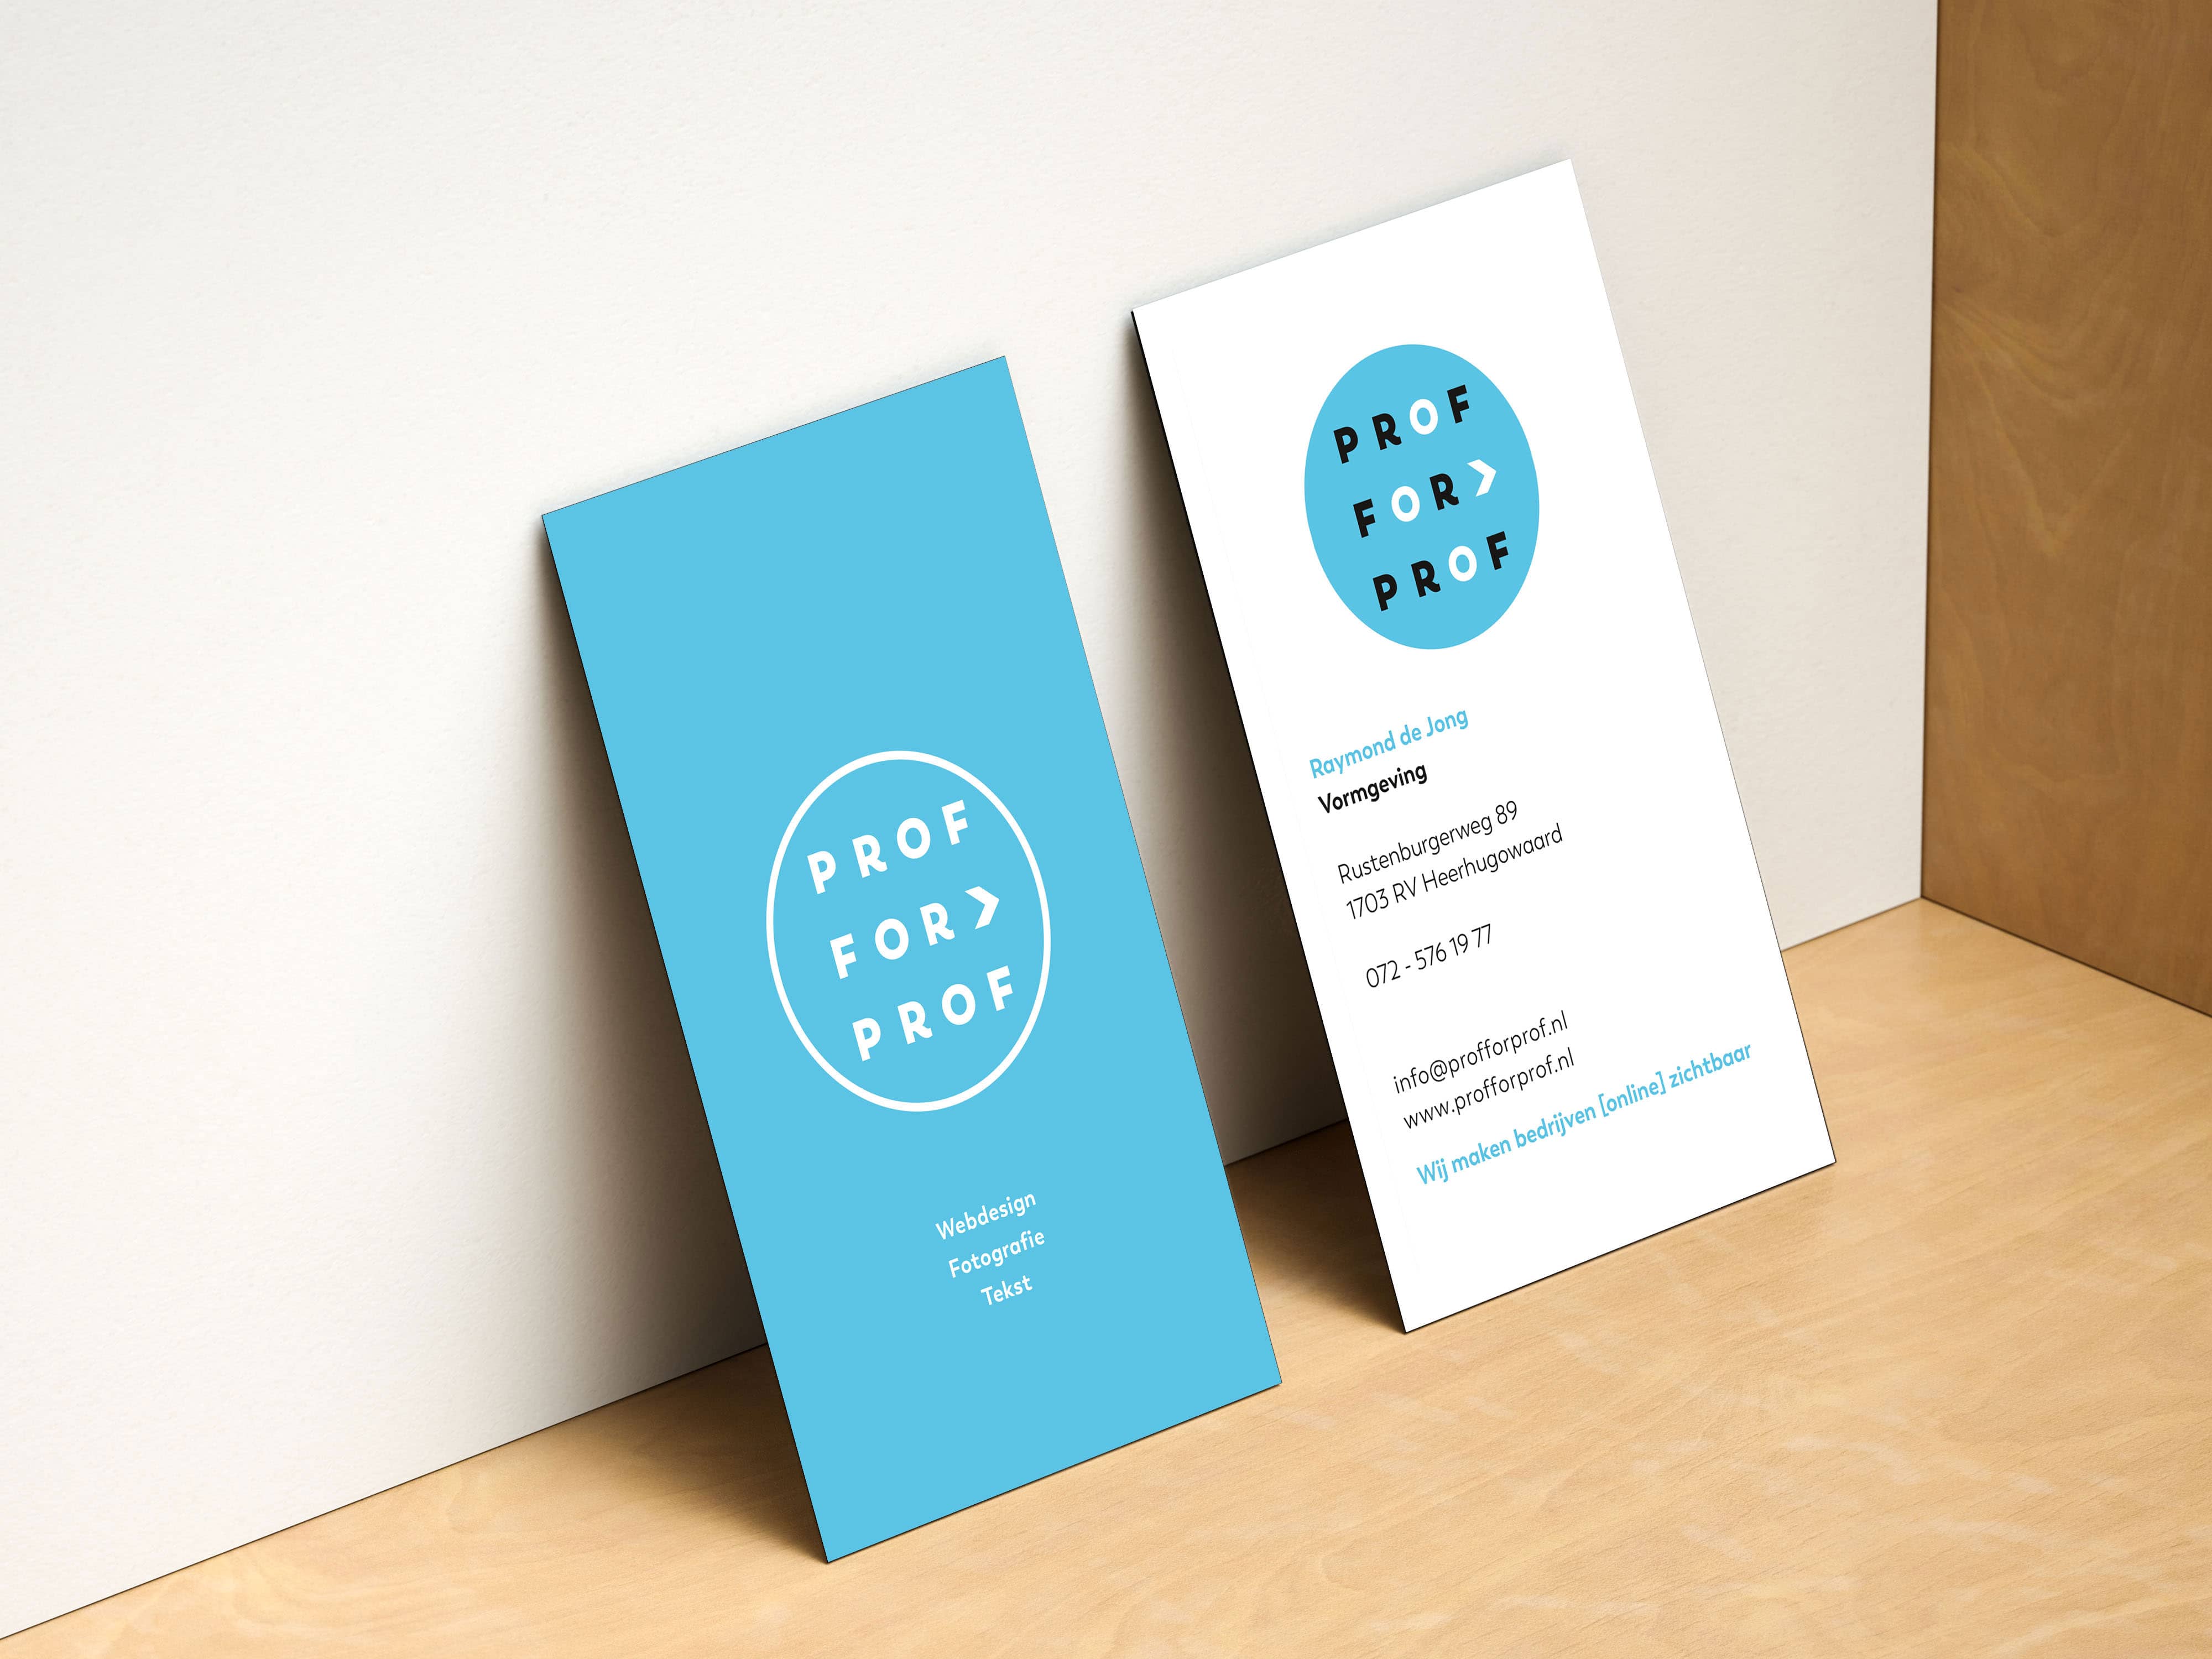 PROF
FOR>
PROF
Webdesign
Fotografie
Tekst
PROF
FOR>
PROF
Raymond de Jong
Vormgeving
Rustenburgerweg 89
1703 RV Heerhugowaard
072 - 576 19 77
info@profforprof.nl
www.profforprof.nl
Wij maken bedrijven [online] zichtbaar